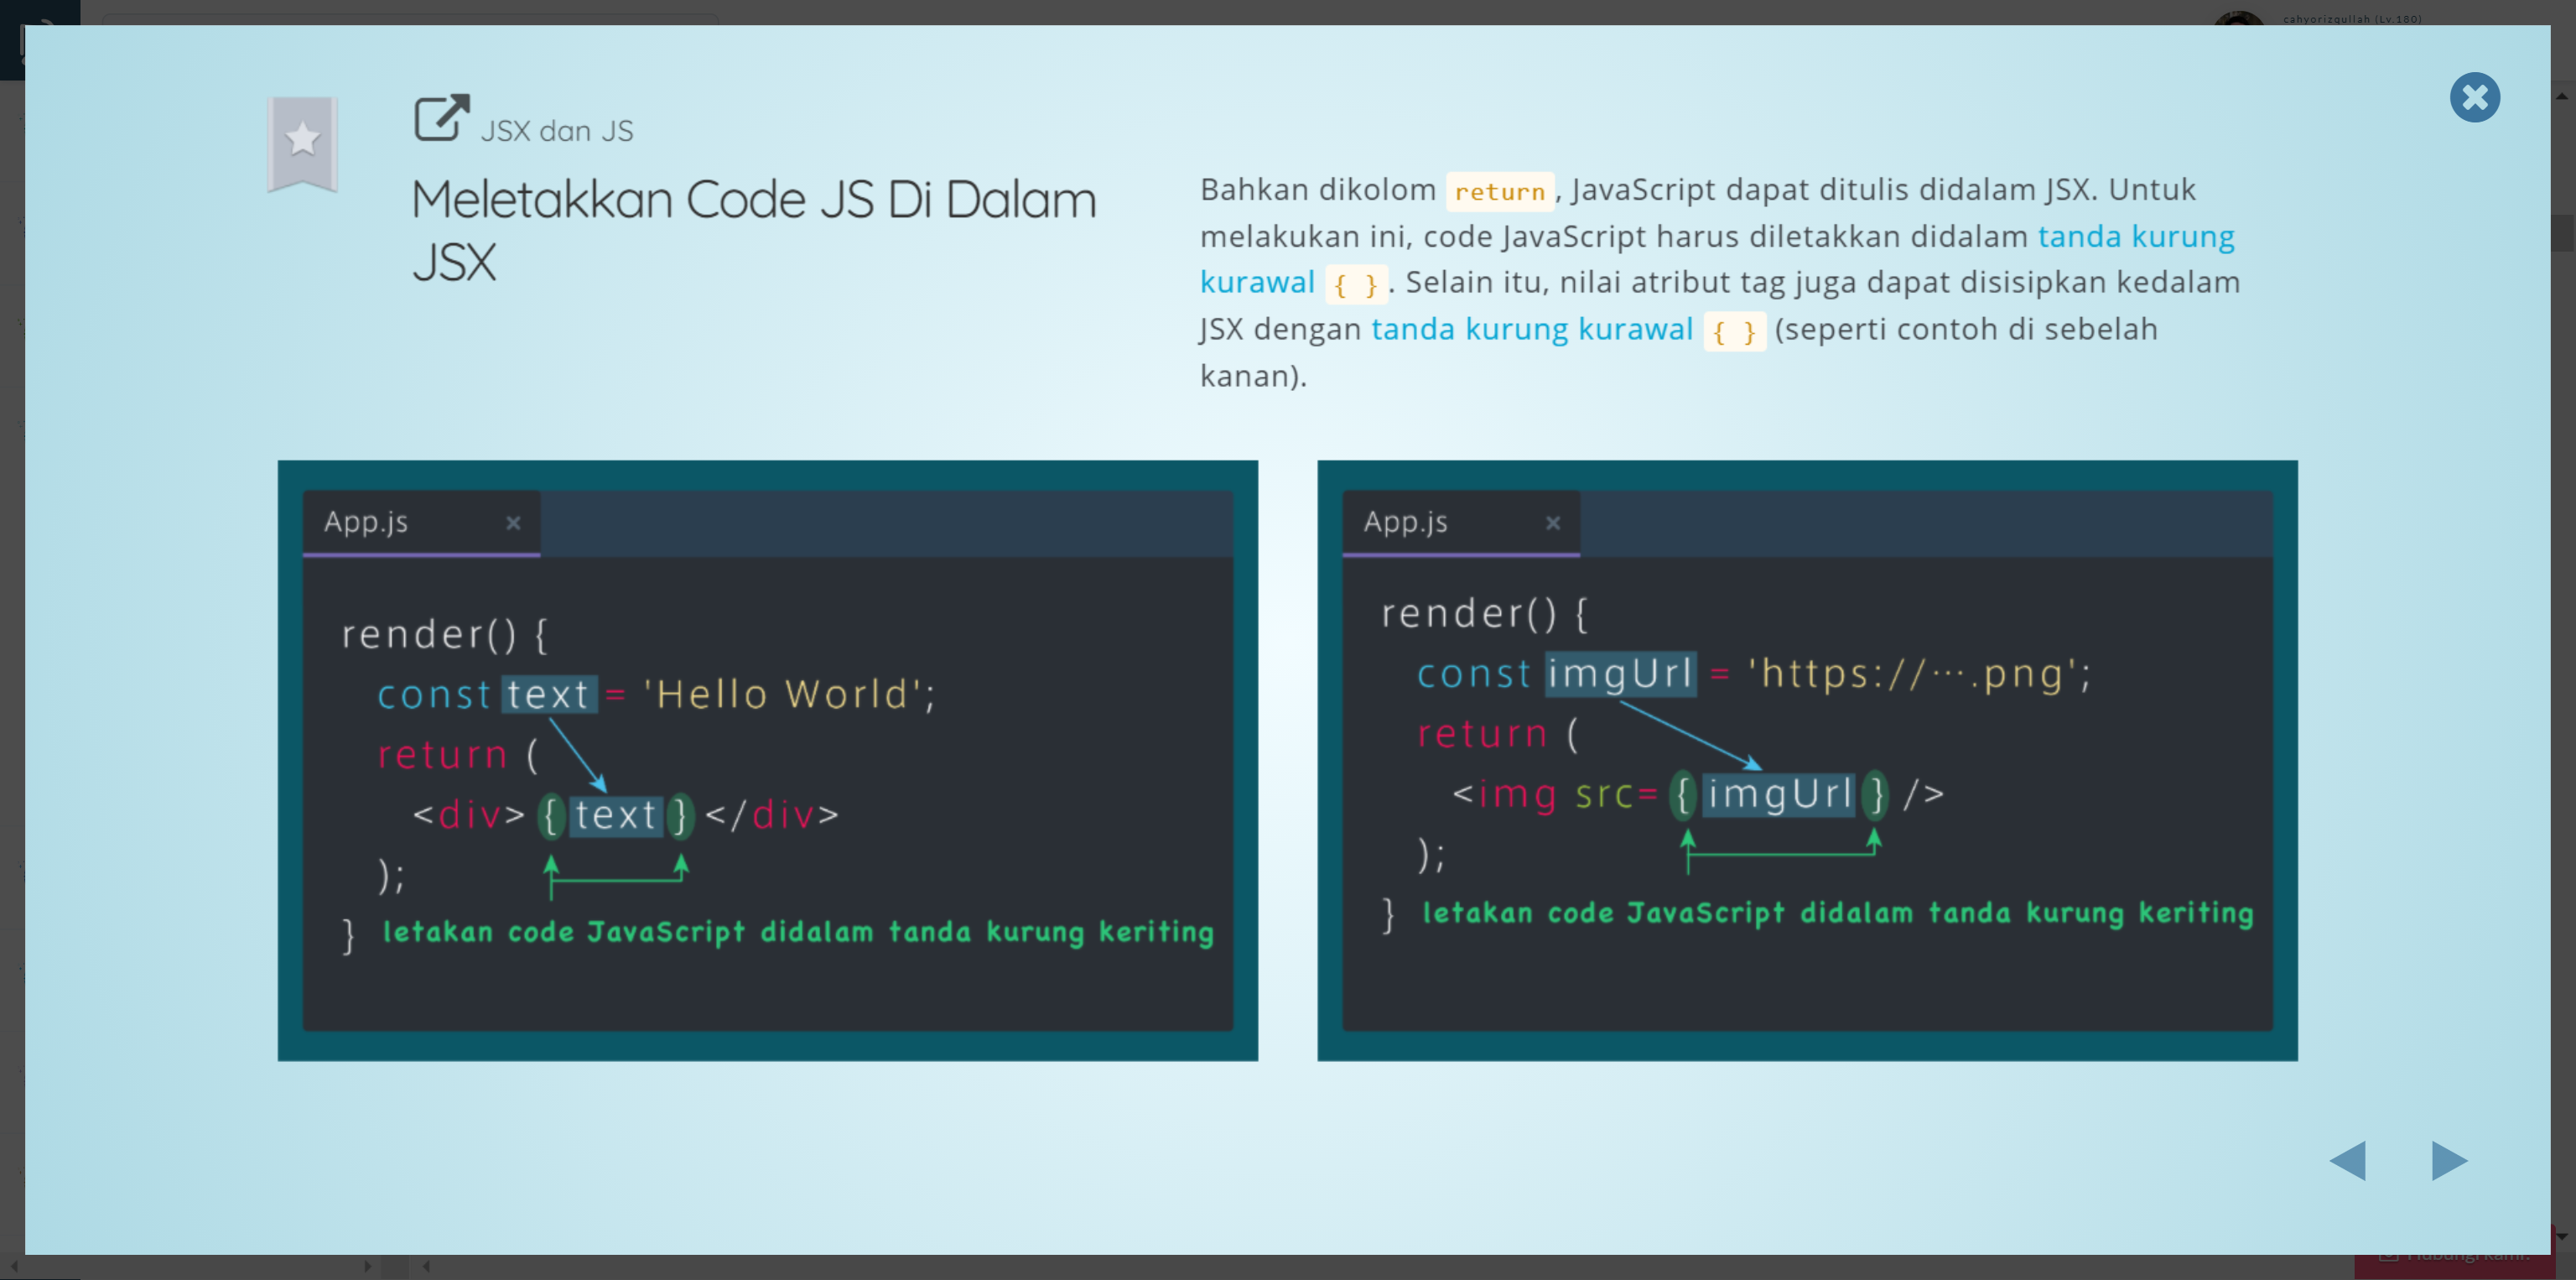 cahyorizqullah (Lv.180)
JSX dan JS
Meletakkan Code JS Di Dalam
JSX
Bahkan dikolom return, JavaScript dapat ditulis didalam JSX. Untuk
melakukan ini, code JavaScript harus diletakkan didalam tanda kurung
kurawal { }. Selain itu, nilai atribut tag juga dapat disisipkan kedalam
JSX dengan tanda kurung kurawal { } (seperti contoh di sebelah
kanan).
App.js ×
render() {
const text = 'Hello World';
return (
<div> { text } </div>
);
} letakan code JavaScript didalam tanda kurung keriting
App.js ×
render() {
const imgUrl = 'https://···.png';
return (
<img src= { imgUrl } />
);
} letakan code JavaScript didalam tanda kurung keriting
Hubungi kami!